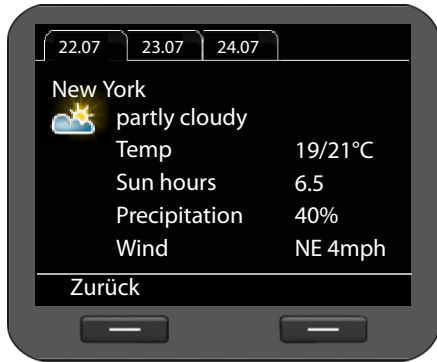 22.07 23.07 24.07
New York
partly cloudy
Temp 19/21°C
Sun hours 6.5
Precipitation 40%
Wind NE 4mph
Zurück